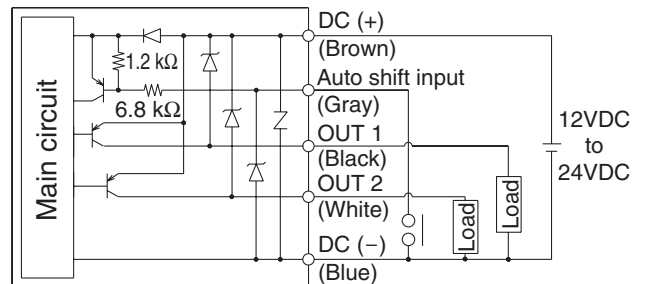 Main circuit
1.2 kΩ
6.8 kΩ
DC (+)
(Brown)
Auto shift input
(Gray)
OUT 1
(Black)
OUT 2
(White)
DC (−)
(Blue)
Load
Load
12VDC
to
24VDC